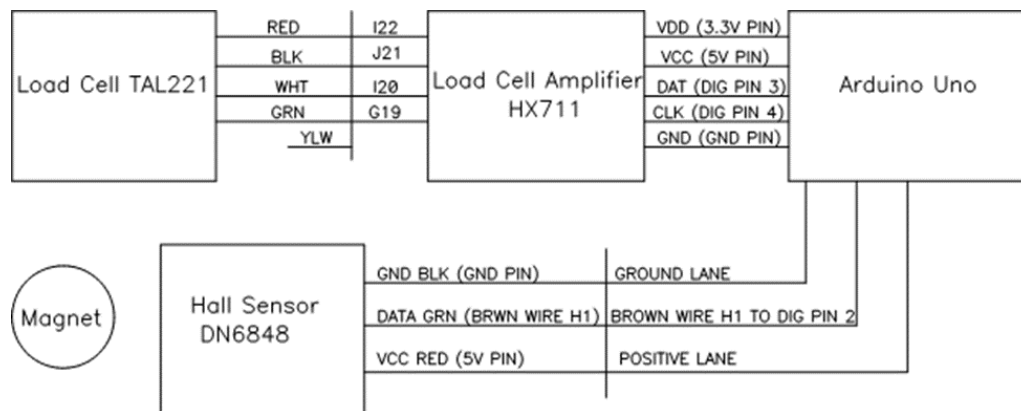 RED I22
BLK J21
WHT I20
GRN G19
YLW
Load Cell TAL221
Load Cell Amplifier
HX711
VDD (3.3V PIN)
VCC (5V PIN)
DAT (DIG PIN 3)
CLK (DIG PIN 4)
GND (GND PIN)
Arduino Uno
Magnet
Hall Sensor
DN6848
GND BLK (GND PIN) GROUND LANE
DATA GRN (BRWN WIRE H1) BROWN WIRE H1 TO DIG PIN 2
VCC RED (5V PIN) POSITIVE LANE